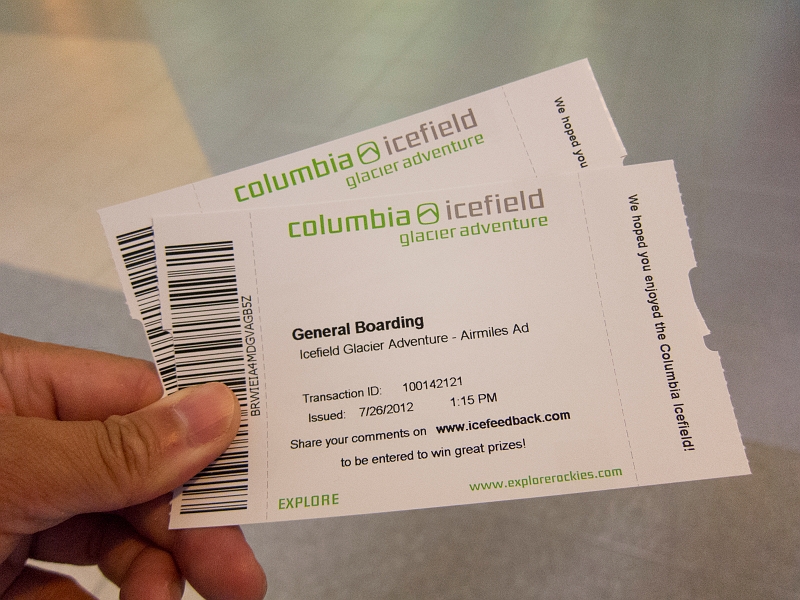 columbia icefield
glacier adventure
We hoped you
columbia icefield
glacier adventure
BRWIEIA4MDGVAGB5Z
General Boarding
Icefield Glacier Adventure - Airmiles Ad
Transaction ID: 100142121
Issued: 7/26/2012 1:15 PM
Share your comments on www.icefeedback.com
to be entered to win great prizes!
EXPLORE www.explorerockies.com
We hoped you enjoyed the Columbia Icefield!